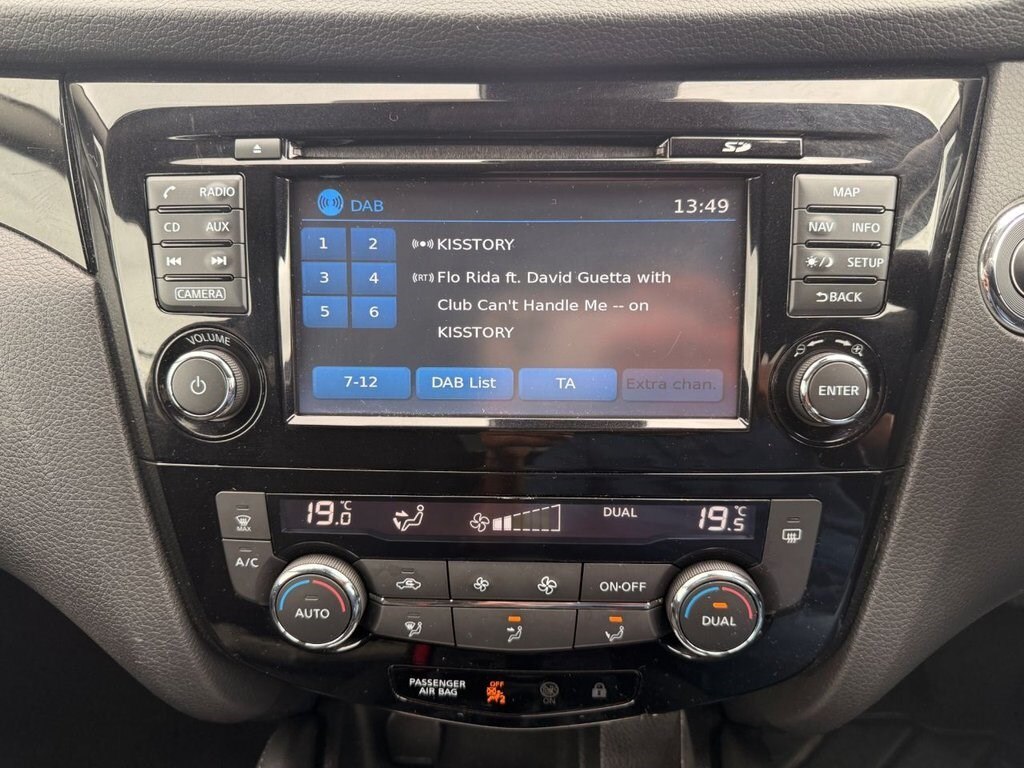 SD
RADIO
CD AUX
CAMERA
VOLUME
DAB 13:49
1 2
3 4
5 6
KISSTORY
(RT) Flo Rida ft. David Guetta with
Club Can't Handle Me -- on
KISSTORY
7-12 DAB List TA Extra chan.
MAP
NAV INFO
SETUP
BACK
ENTER
19.0 °C DUAL 19.5 °C
MAX
A/C
AUTO
ON·OFF
DUAL
PASSENGER
AIR BAG
OFF
ON